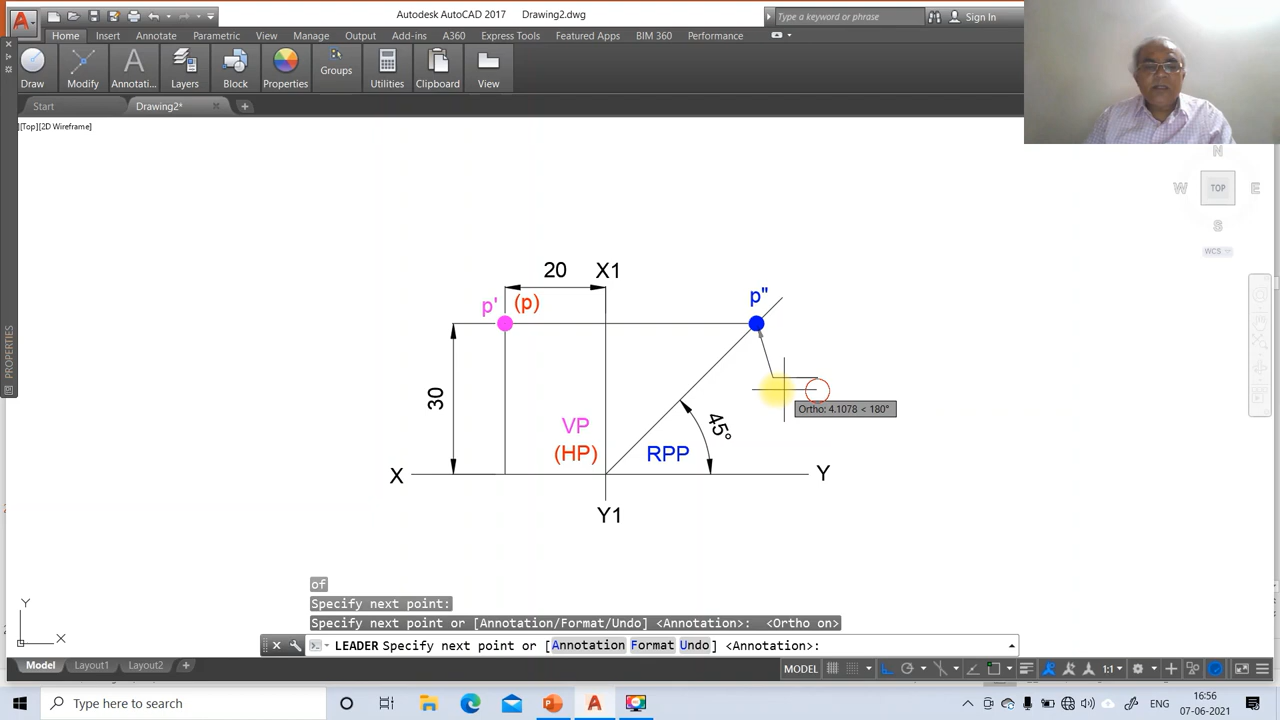 Autodesk AutoCAD 2017 Drawing2.dwg
Type a keyword or phrase
Sign In
Home Insert Annotate Parametric View Manage Output Add-ins A360 Express Tools Featured Apps BIM 360 Performance
Draw Modify Annotati... Layers Block Properties Groups Utilities Clipboard View
Start Drawing2*
][Top][2D Wireframe]
N
W TOP E
S
WCS
20 X1
p' (p) p"
30
45°
VP
(HP) RPP
X Y
Y1
Ortho: 4.1078 < 180°
PROPERTIES
of
Specify next point:
Specify next point or [Annotation/Format/Undo] <Annotation>: <Ortho on>
LEADER Specify next point or [Annotation Format Undo] <Annotation>:
Y
X
Model Layout1 Layout2
MODEL 1:1
Type here to search
ENG
16:56
07-06-2021